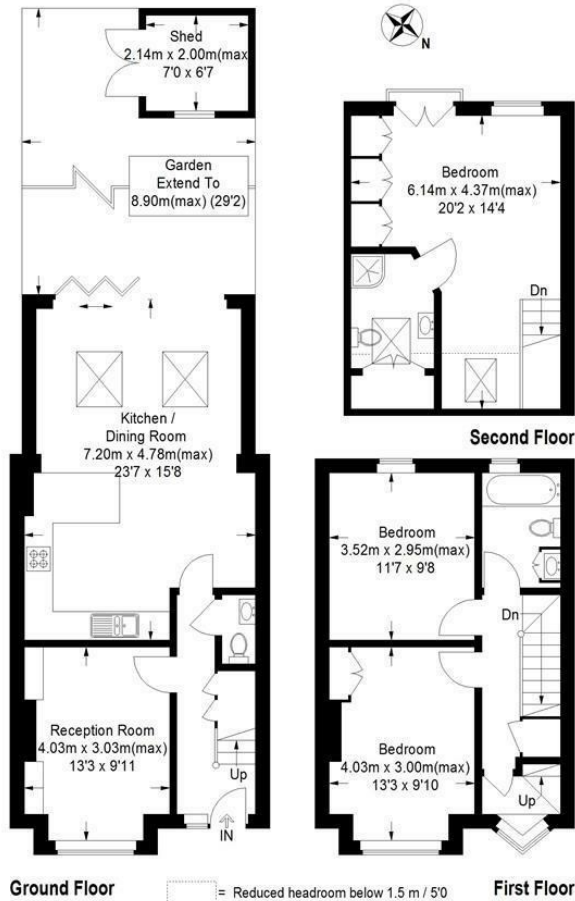 Shed
2.14m x 2.00m(max
7'0 x 6'7
N
Garden
Extend To
8.90m(max) (29'2)
Bedroom
6.14m x 4.37m(max)
20'2 x 14'4
Dn
Kitchen /
Dining Room
7.20m x 4.78m(max)
23'7 x 15'8
Second Floor
Bedroom
3.52m x 2.95m(max)
11'7 x 9'8
Dn
Reception Room
4.03m x 3.03m(max)
13'3 x 9'11
Up
IN
Bedroom
4.03m x 3.00m(max)
13'3 x 9'10
Up
Ground Floor
= Reduced headroom below 1.5 m / 5'0
First Floor